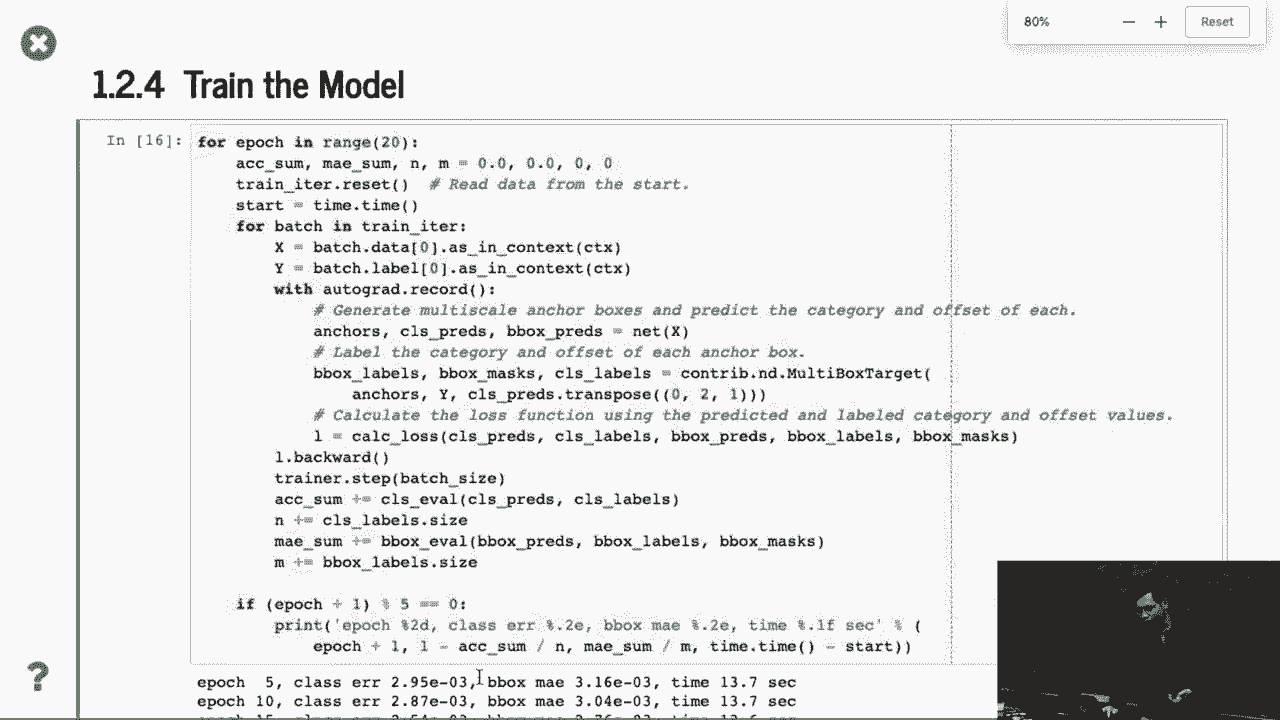 80%
Reset
1.2.4 Train the Model
In [16]:
for epoch in range(20):
    acc_sum, mae_sum, n, m = 0.0, 0.0, 0, 0
    train_iter.reset()  # Read data from the start.
    start = time.time()
    for batch in train_iter:
        X = batch.data[0].as_in_context(ctx)
        Y = batch.label[0].as_in_context(ctx)
        with autograd.record():
            # Generate multiscale anchor boxes and predict the category and offset of each.
            anchors, cls_preds, bbox_preds = net(X)
            # Label the category and offset of each anchor box.
            bbox_labels, bbox_masks, cls_labels = contrib.nd.MultiBoxTarget(
                anchors, Y, cls_preds.transpose((0, 2, 1)))
            # Calculate the loss function using the predicted and labeled category and offset values.
            l = calc_loss(cls_preds, cls_labels, bbox_preds, bbox_labels, bbox_masks)
        l.backward()
        trainer.step(batch_size)
        acc_sum += cls_eval(cls_preds, cls_labels)
        n += cls_labels.size
        mae_sum += bbox_eval(bbox_preds, bbox_labels, bbox_masks)
        m += bbox_labels.size
    if (epoch + 1) % 5 == 0:
        print('epoch %2d, class err %.2e, bbox mae %.2e, time %.1f sec' % (
            epoch + 1, 1 - acc_sum / n, mae_sum / m, time.time() - start))
epoch  5, class err 2.95e-03, bbox mae 3.16e-03, time 13.7 sec
epoch 10, class err 2.87e-03, bbox mae 3.04e-03, time 13.7 sec